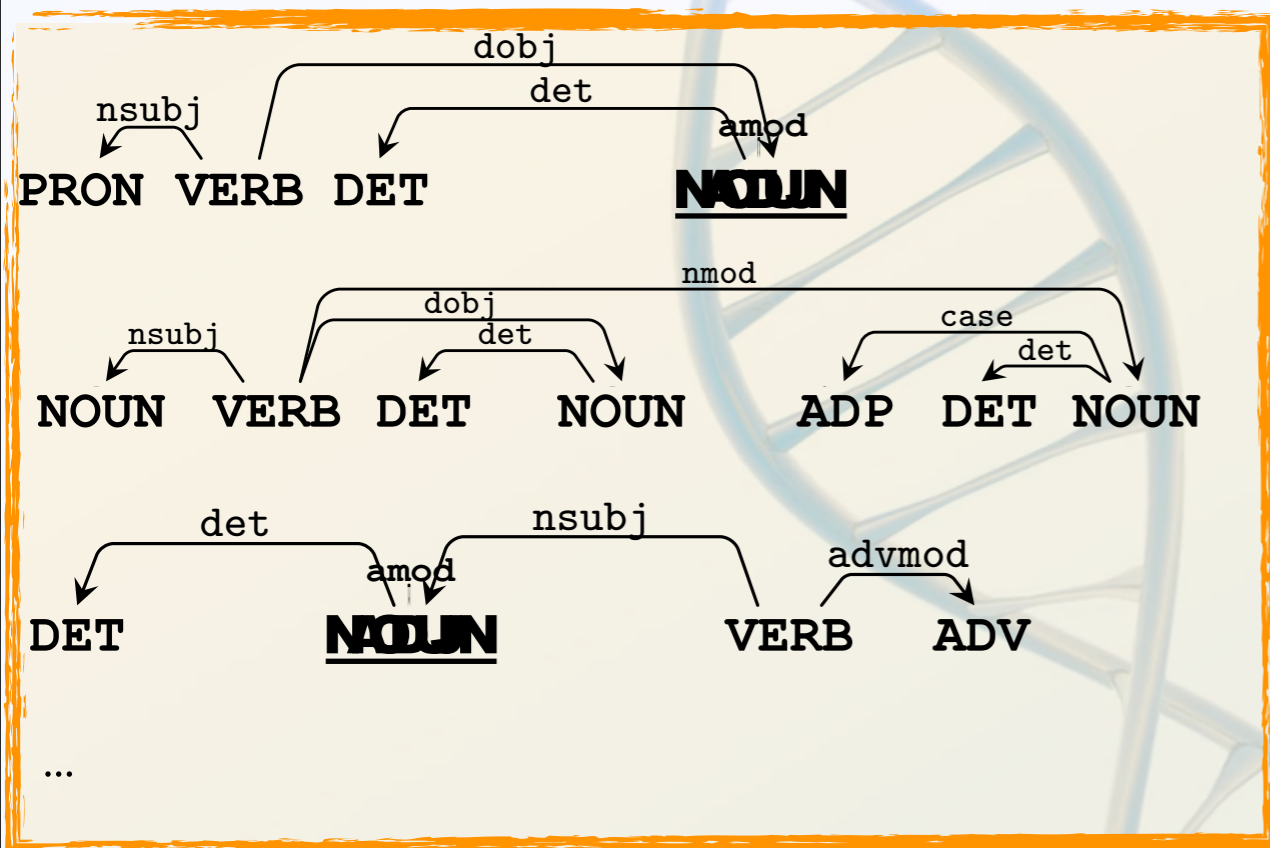 dobj
det
nsubj
amod
PRON VERB DET
nmod
dobj
nsubj det case
det
NOUN VERB DET NOUN ADP DET NOUN
det nsubj
amod advmod
DET VERB ADV
...